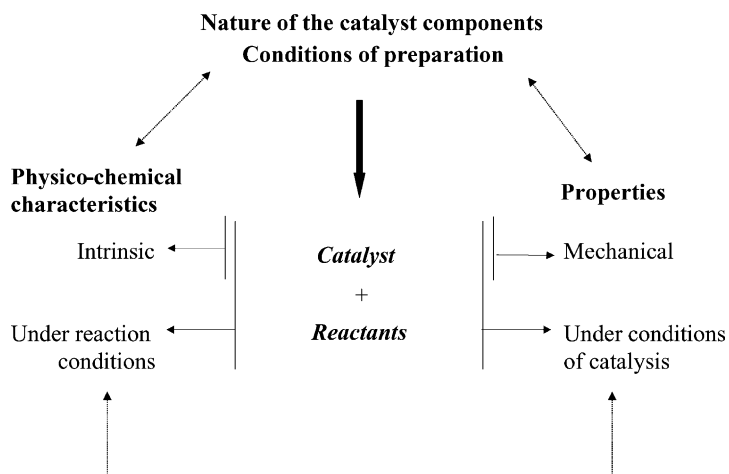 Nature of the catalyst components
Conditions of preparation
Physico-chemical
characteristics
Properties
Intrinsic
Catalyst
Mechanical
+
Under reaction
conditions
Reactants
Under conditions
of catalysis